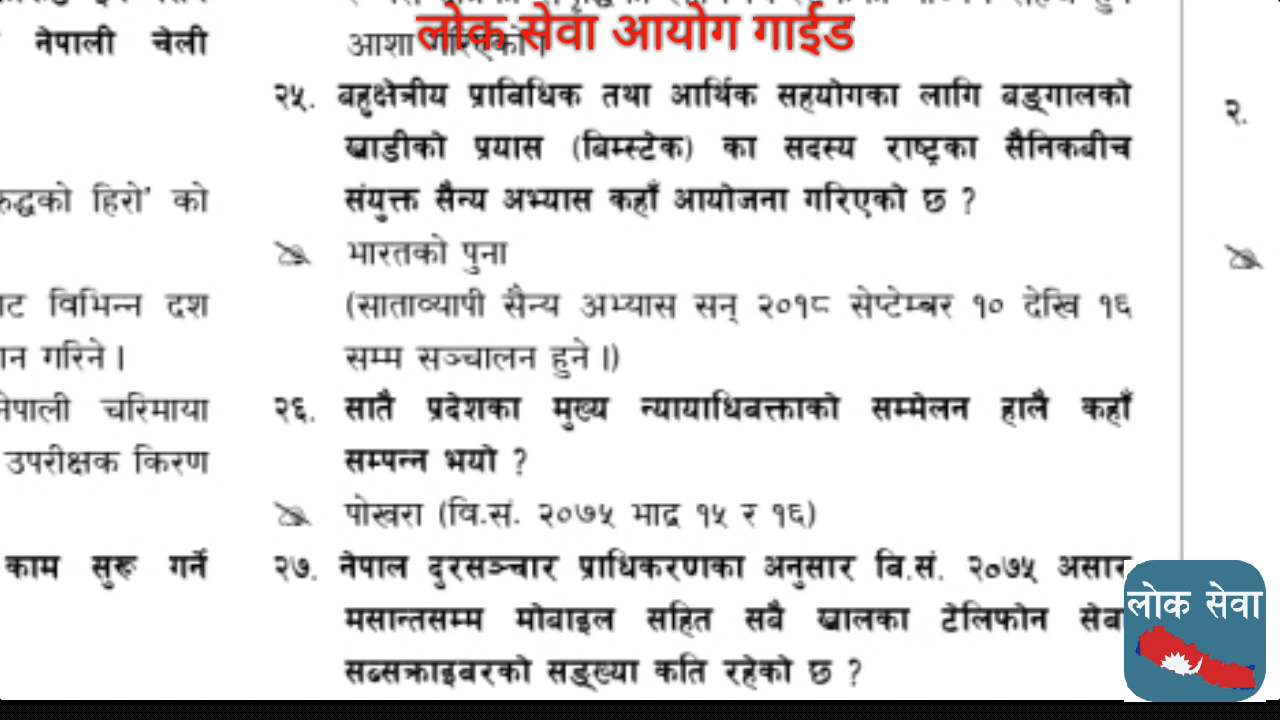 लोक सेवा आयोग गाईड
नेपाली चेली
रुद्धको हिरो' को
विभिन्न दश
गरिने ।
नेपाली चरिमाया
उपरीक्षक किरण
काम सुरू गर्ने
आशा गरिएको ।
२५. बहुक्षेत्रीय प्राविधिक तथा आर्थिक सहयोगका लागि बङ्गालको
खाडीको प्रयास (बिम्स्टेक) का सदस्य राष्ट्रका सैनिकबीच
संयुक्त सैन्य अभ्यास कहाँ आयोजना गरिएको छ ?
भारतको पुना
(साताव्यापी सैन्य अभ्यास सन् २०१८ सेप्टेम्बर १० देखि १६
सम्म सञ्चालन हुने ।)
२६. सातै प्रदेशका मुख्य न्यायाधिवक्ताको सम्मेलन हालै कहाँ
सम्पन्न भयो ?
पोखरा (वि.सं. २०७५ भाद्र १५ र १६)
२७. नेपाल दुरसञ्चार प्राधिकरणका अनुसार वि.सं. २०७५ असार
मसान्तसम्म मोबाइल सहित सबै खालका टेलिफोन सेवा
सब्सक्राइबरको सङ्ख्या कति रहेको छ ?
२.
लोक सेवा